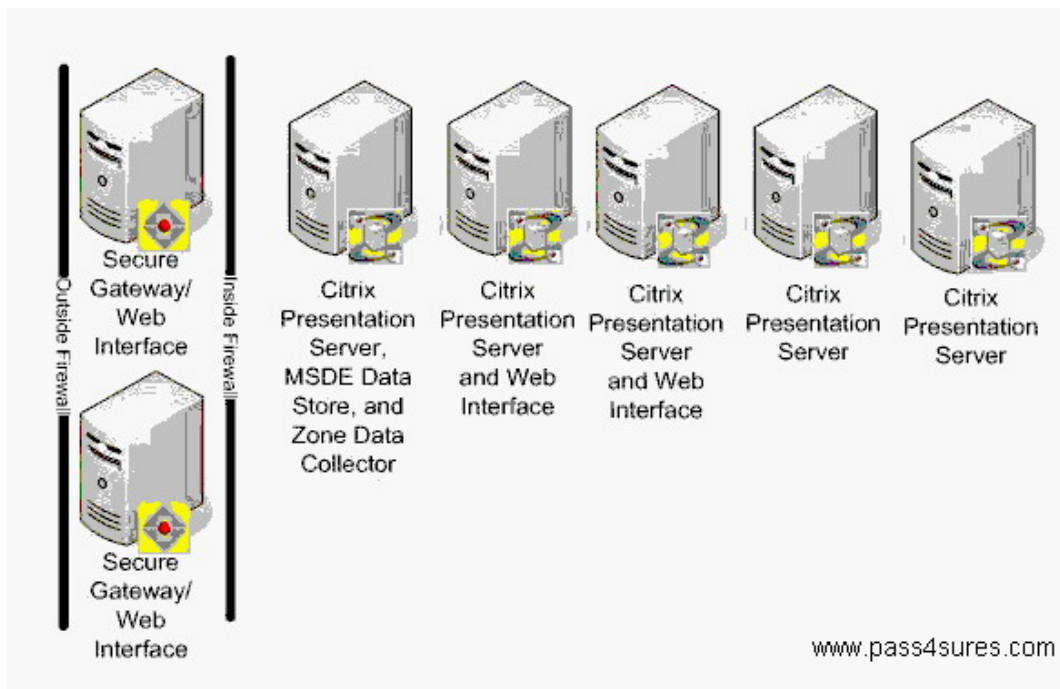 Outside Firewall
Secure
Gateway/
Web
Interface
Secure
Gateway/
Web
Interface
Inside Firewall
Citrix
Presentation
Server,
MSDE Data
Store, and
Zone Data
Collector
Citrix
Presentation
Server
and Web
Interface
Citrix
Presentation
Server
and Web
Interface
Citrix
Presentation
Server
Citrix
Presentation
Server
www.pass4sures.com